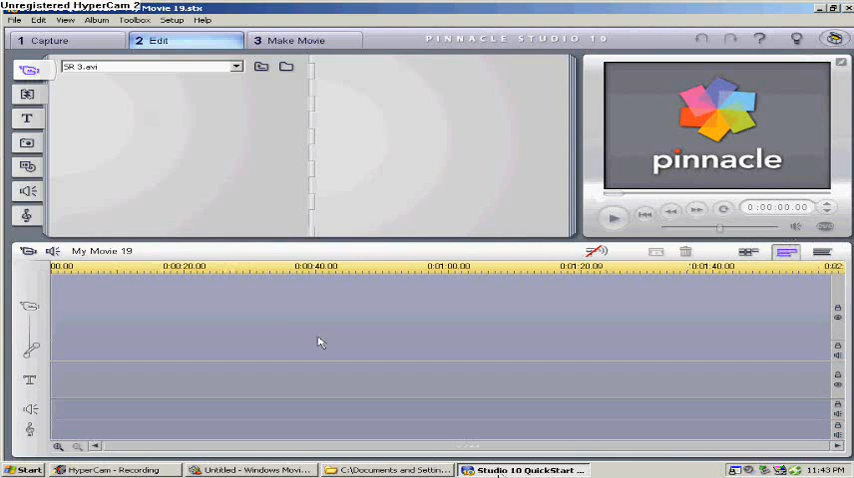 Unregistered HyperCam 2
My Movie 19.stx
File Edit View Album Toolbox Setup Help
1 Capture 2 Edit 3 Make Movie PINNACLE STUDIO 10
SR 3.avi
pinnacle
0:00:00.00
My Movie 19
00.00 0:00:20.00 0:00:40.00 0:01:00.00 0:01:20.00 0:01:40.00 0:02:
Start HyperCam - Recording Untitled - Windows Movi... C:\Documents and Settin... Studio 10 QuickStart ... 11:43 PM